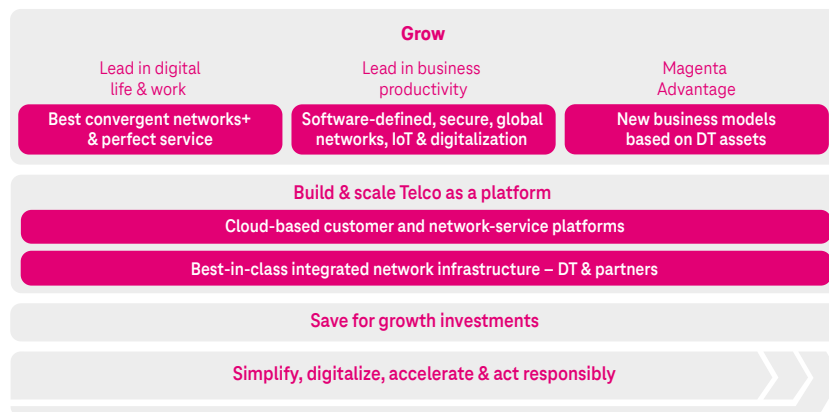 Grow
Lead in digital
life & work
Lead in business
productivity
Magenta
Advantage
Best convergent networks+
& perfect service
Software-defined, secure, global
networks, IoT & digitalization
New business models
based on DT assets
Build & scale Telco as a platform
Cloud-based customer and network-service platforms
Best-in-class integrated network infrastructure – DT & partners
Save for growth investments
Simplify, digitalize, accelerate & act responsibly